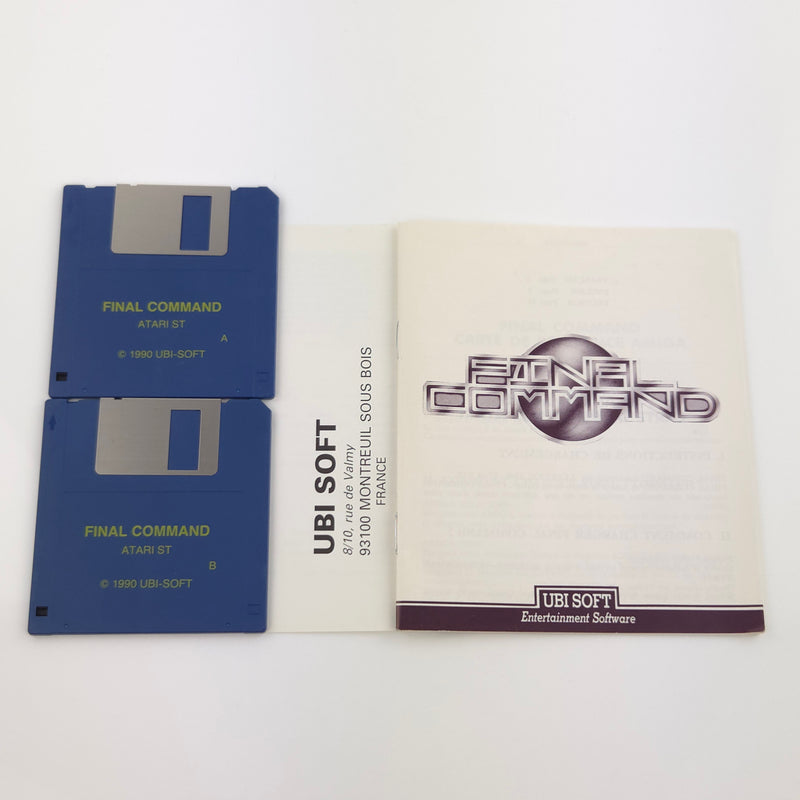 FINAL COMMAND
ATARI ST
A
© 1990 UBI-SOFT
FINAL COMMAND
ATARI ST
B
© 1990 UBI-SOFT
UBI SOFT
8/10, rue de Valmy
93100 MONTREUIL SOUS BOIS
FRANCE
FINAL
COMMAND
UBI SOFT
Entertainment Software